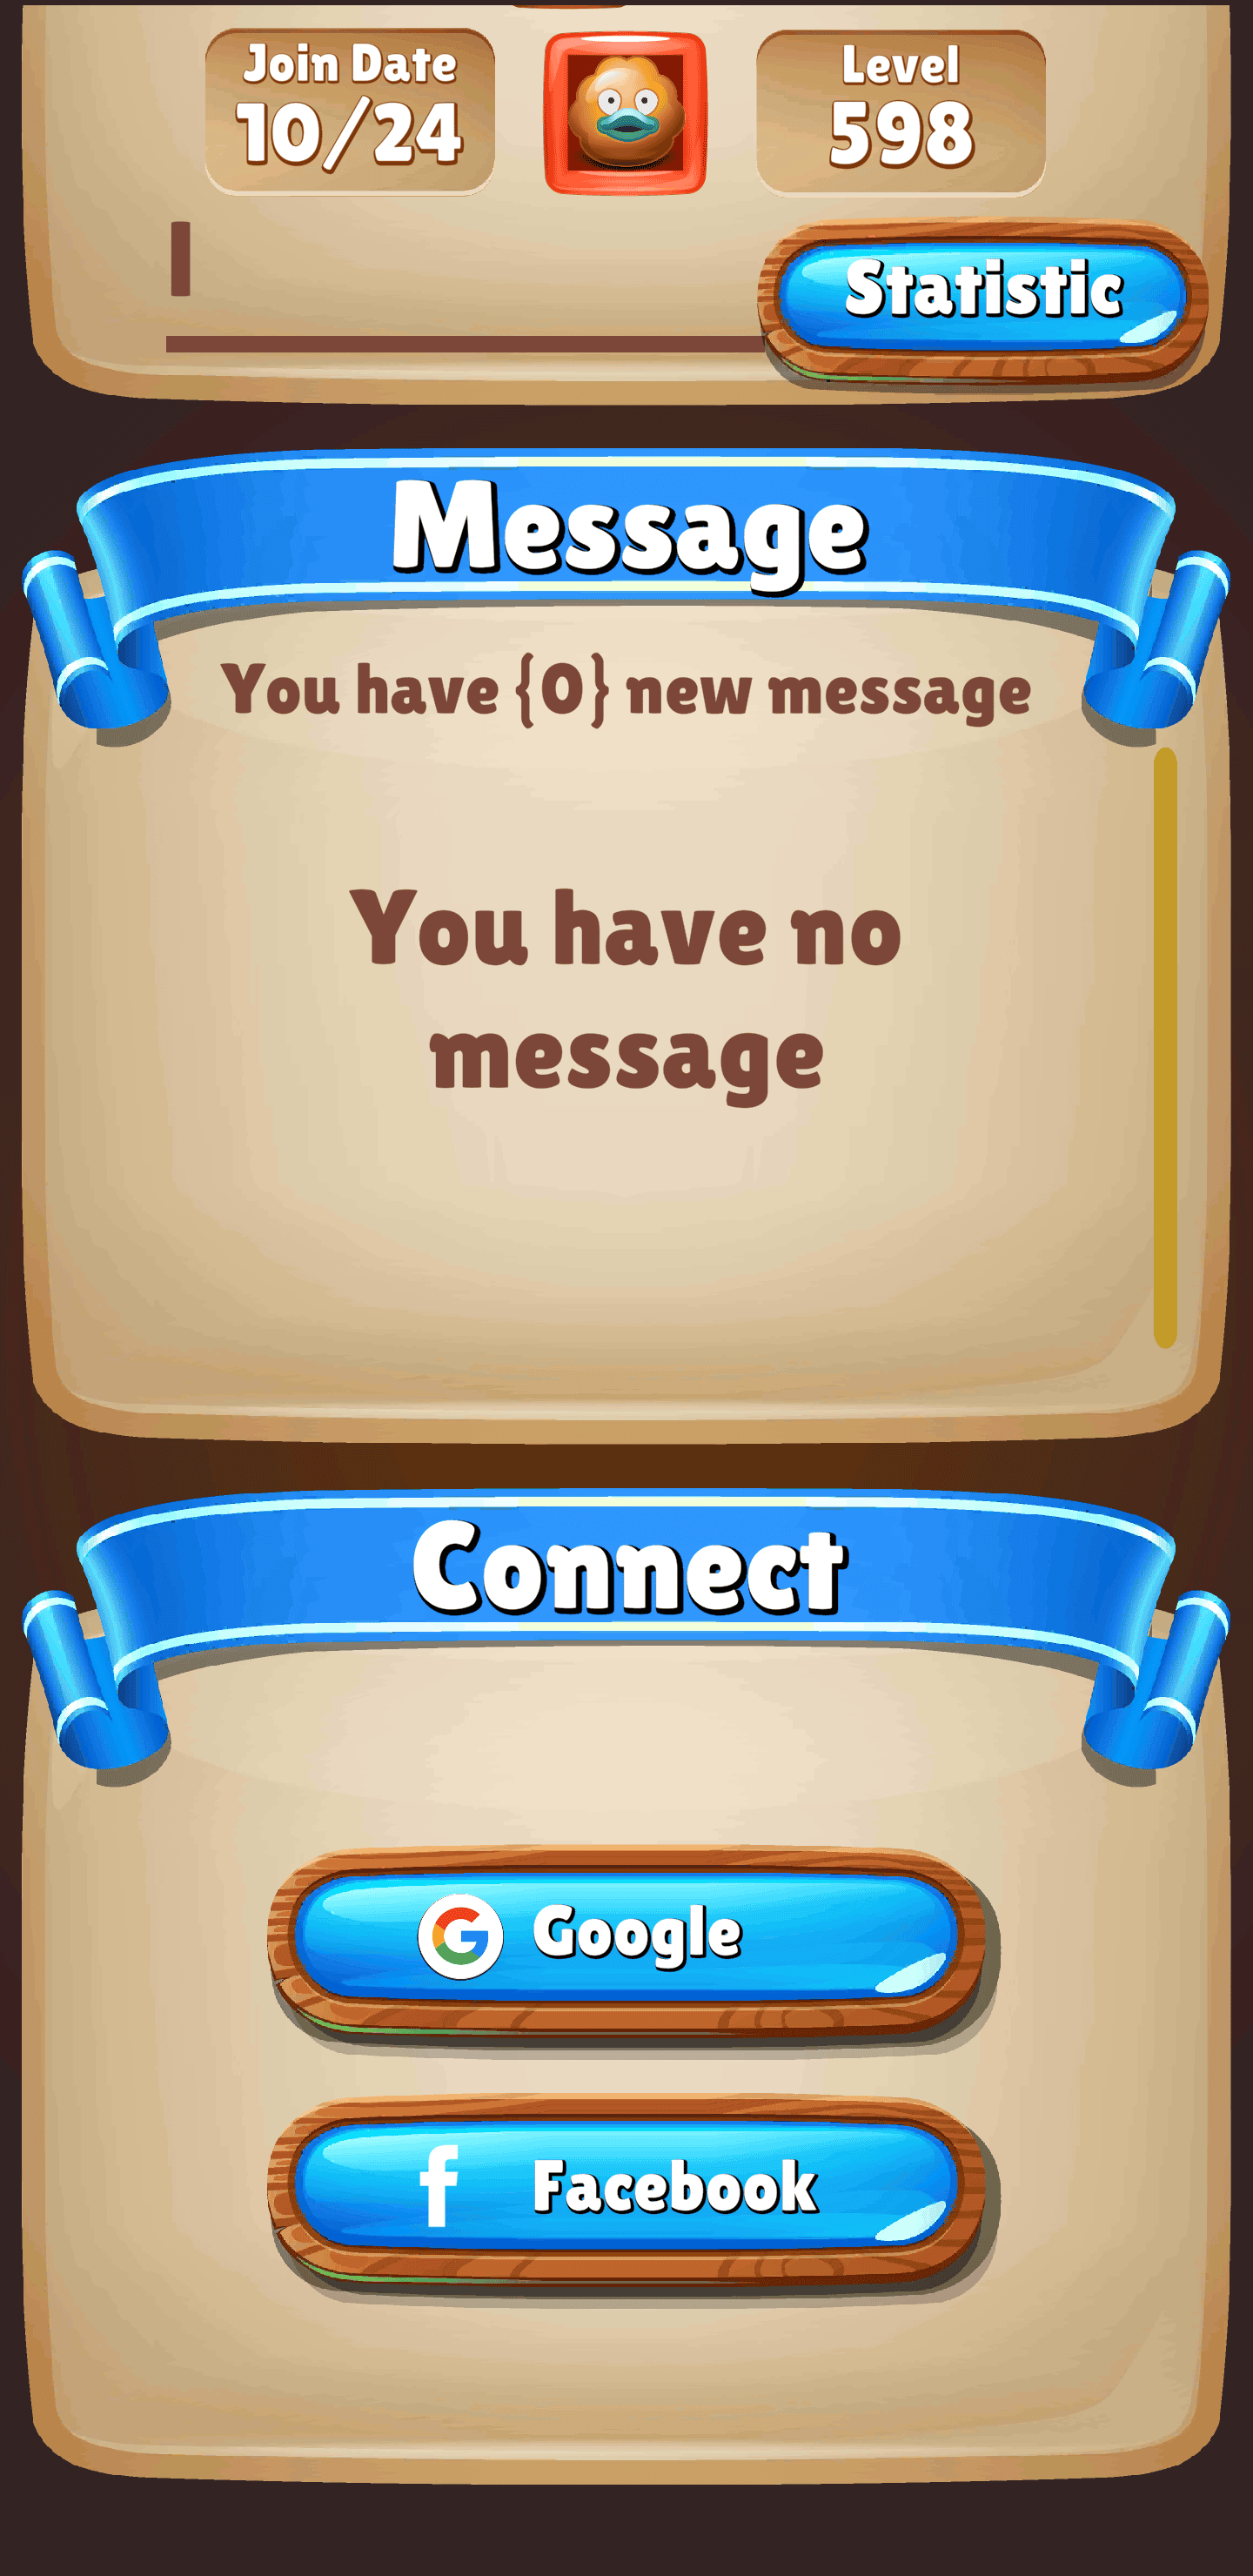 Join Date
10/24
Level
598
Statistic
Message
You have {0} new message
You have no
message
Connect
Google
Facebook